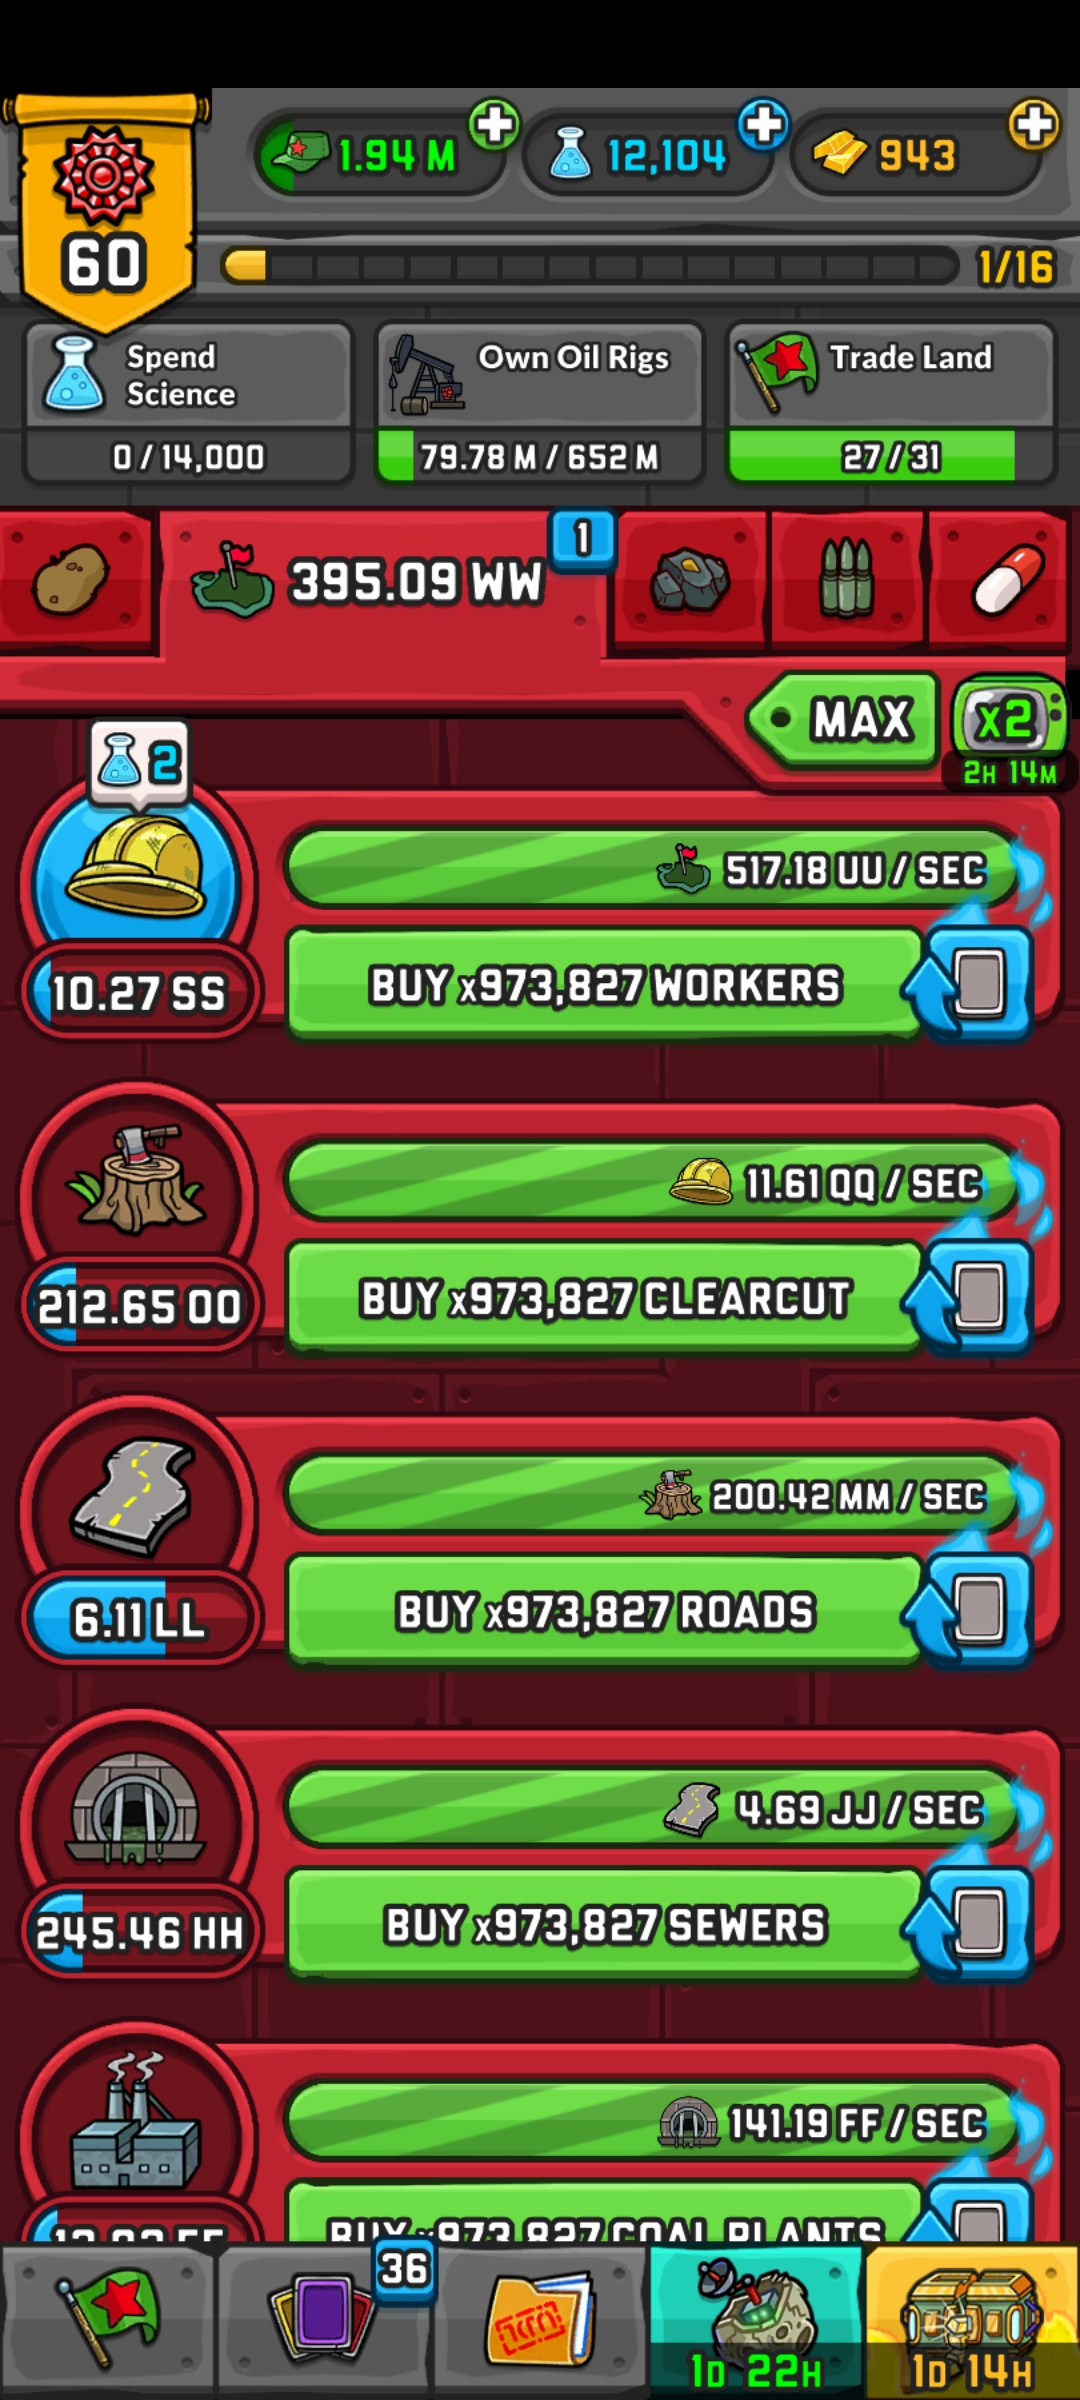 60
1.94 M
12,104
943
1/16
Spend
Science
0 / 14,000
Own Oil Rigs
79.78 M / 652 M
Trade Land
27 / 31
395.09 WW
1
MAX
x2
2H 14M
2
517.18 UU / SEC
10.27 SS
BUY x973,827 WORKERS
11.61 QQ / SEC
212.65 OO
BUY x973,827 CLEARCUT
200.42 MM / SEC
6.11 LL
BUY x973,827 ROADS
4.69 JJ / SEC
245.46 HH
BUY x973,827 SEWERS
141.19 FF / SEC
BUY x973,827 COAL PLANTS
36
1D 22H
1D 14H